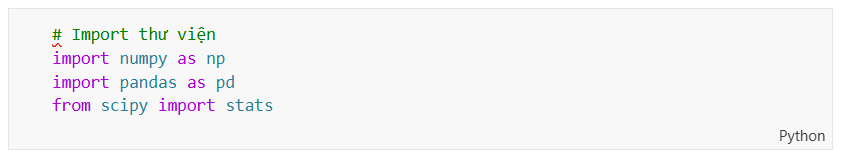 # Import thư viện
import numpy as np
import pandas as pd
from scipy import stats
Python